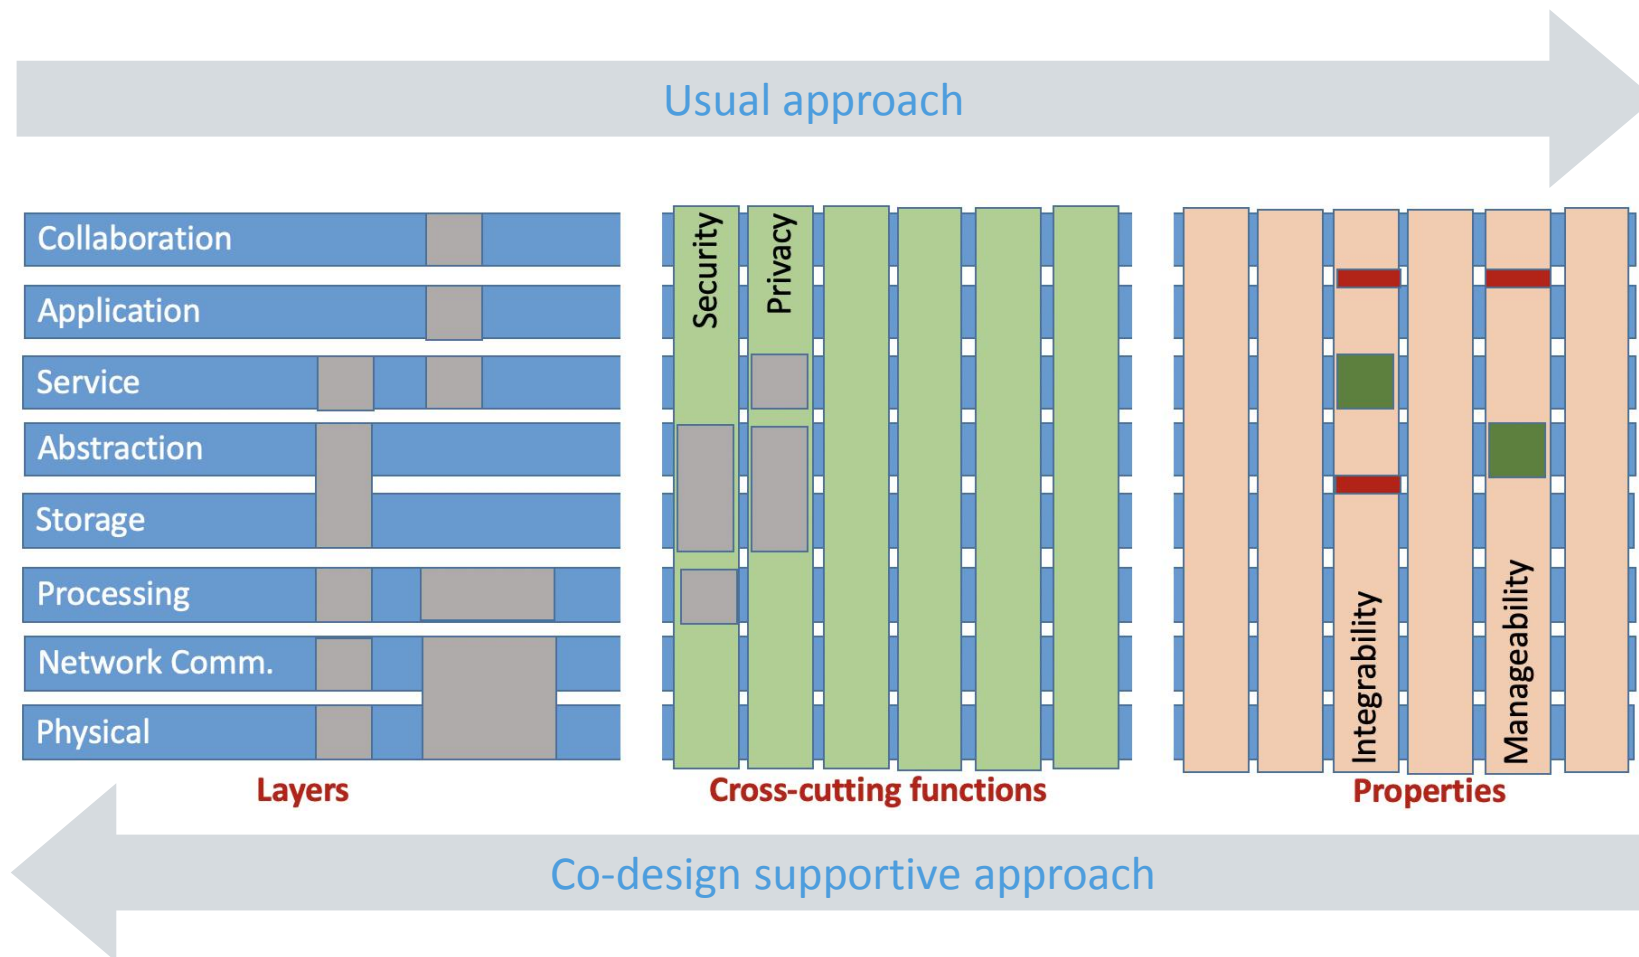 Usual approach
Collaboration
Application
Service
Abstraction
Storage
Processing
Network Comm.
Physical
Layers
Security
Privacy
Cross-cutting functions
Integrability
Manageability
Properties
Co-design supportive approach